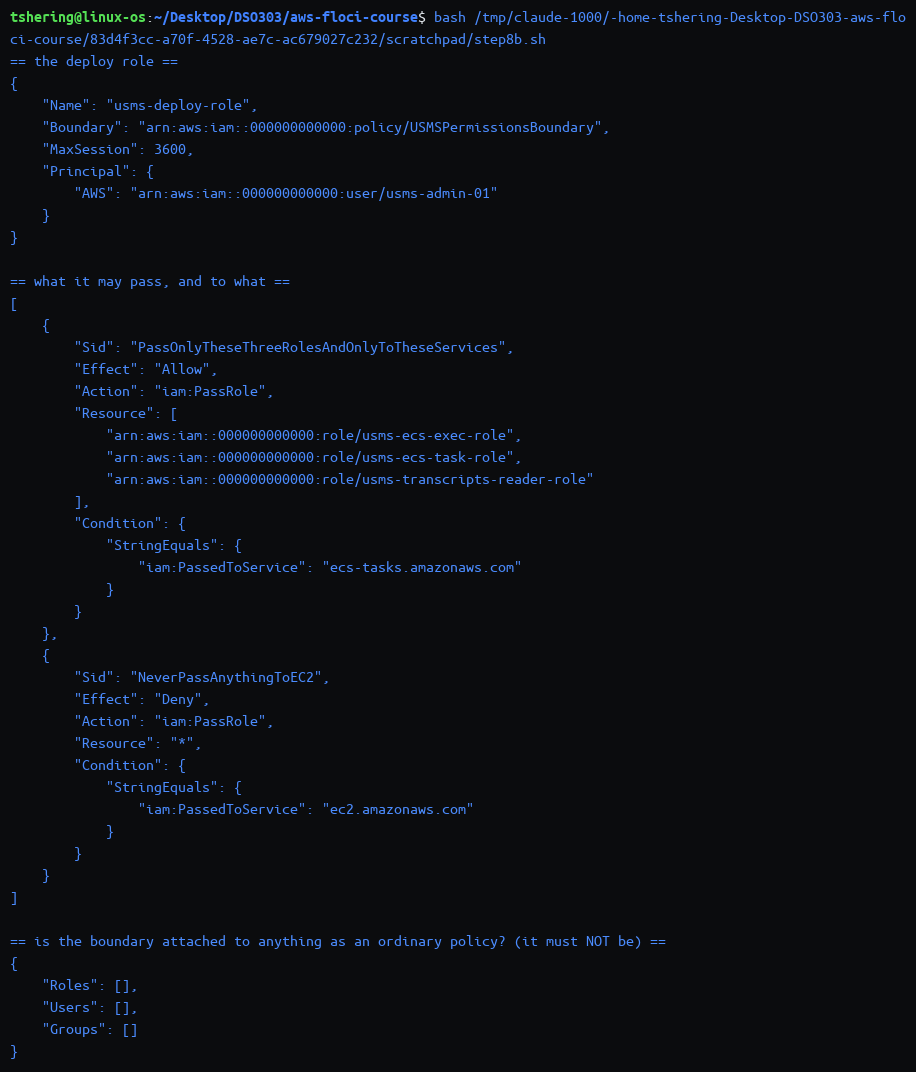 tshering@linux-os:~/Desktop/DSO303/aws-floci-course$ bash /tmp/claude-1000/-home-tshering-Desktop-DSO303-aws-flo
ci-course/83d4f3cc-a70f-4528-ae7c-ac679027c232/scratchpad/step8b.sh
== the deploy role ==
{
    "Name": "usms-deploy-role",
    "Boundary": "arn:aws:iam::000000000000:policy/USMSPermissionsBoundary",
    "MaxSession": 3600,
    "Principal": {
        "AWS": "arn:aws:iam::000000000000:user/usms-admin-01"
    }
}

== what it may pass, and to what ==
[
    {
        "Sid": "PassOnlyTheseThreeRolesAndOnlyToTheseServices",
        "Effect": "Allow",
        "Action": "iam:PassRole",
        "Resource": [
            "arn:aws:iam::000000000000:role/usms-ecs-exec-role",
            "arn:aws:iam::000000000000:role/usms-ecs-task-role",
            "arn:aws:iam::000000000000:role/usms-transcripts-reader-role"
        ],
        "Condition": {
            "StringEquals": {
                "iam:PassedToService": "ecs-tasks.amazonaws.com"
            }
        }
    },
    {
        "Sid": "NeverPassAnythingToEC2",
        "Effect": "Deny",
        "Action": "iam:PassRole",
        "Resource": "*",
        "Condition": {
            "StringEquals": {
                "iam:PassedToService": "ec2.amazonaws.com"
            }
        }
    }
]

== is the boundary attached to anything as an ordinary policy? (it must NOT be) ==
{
    "Roles": [],
    "Users": [],
    "Groups": []
}